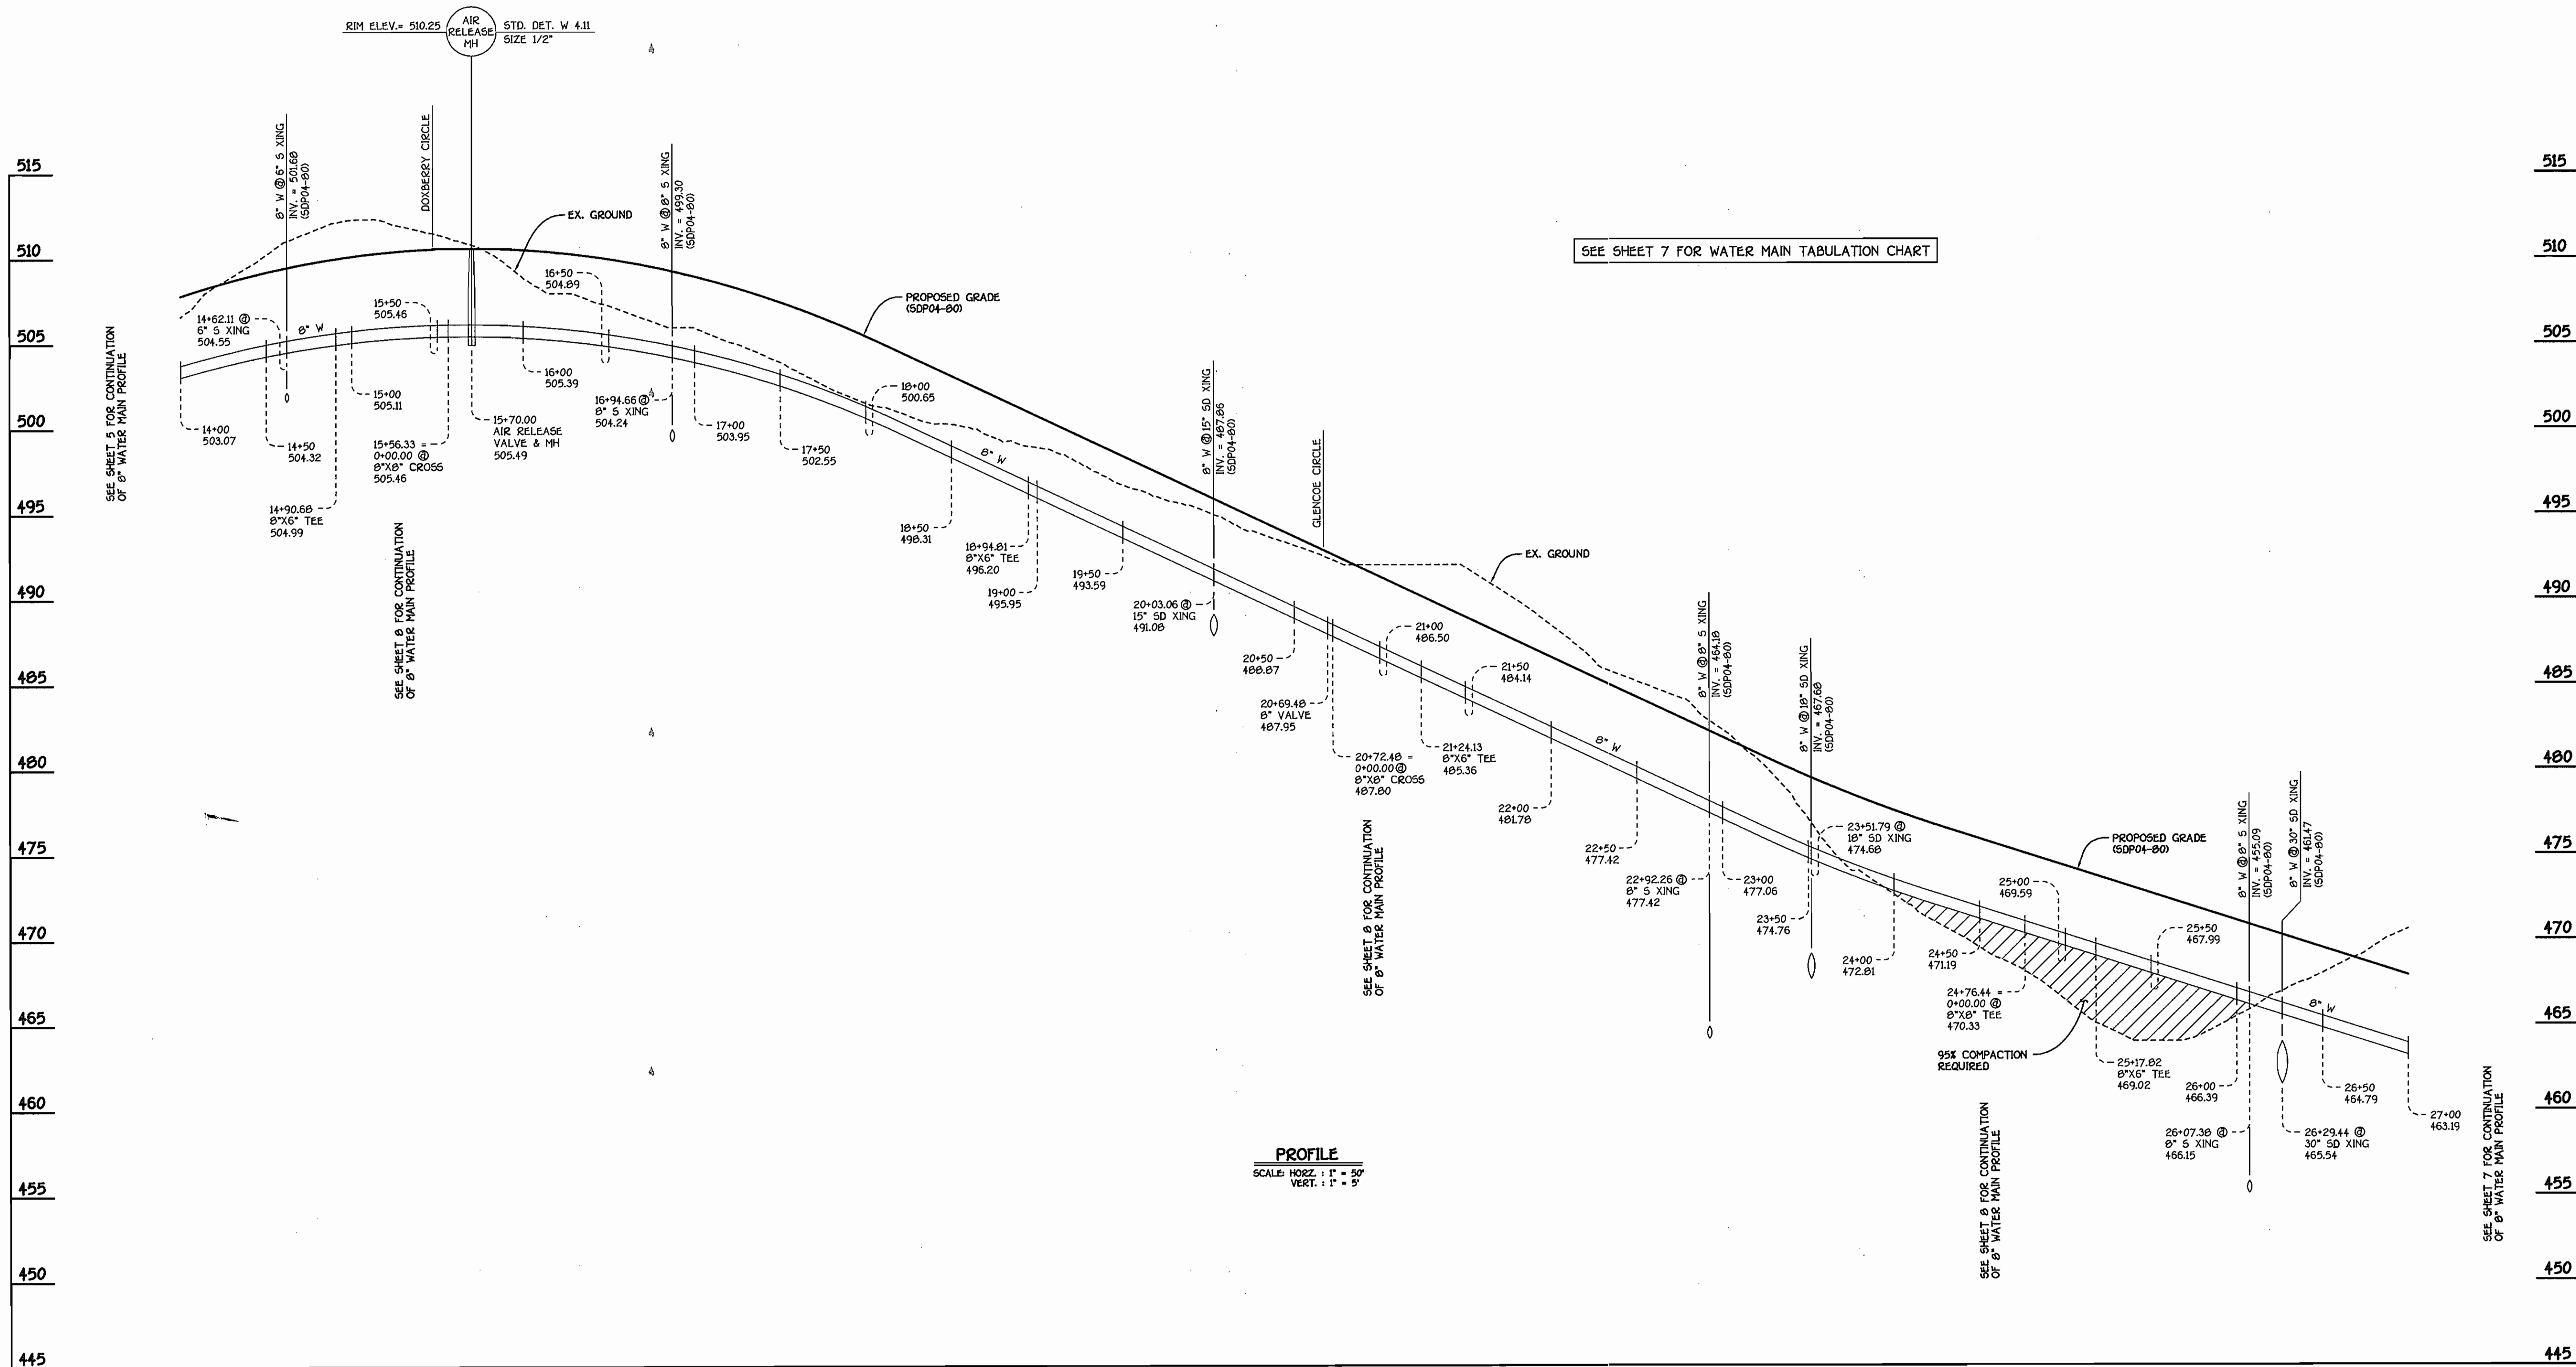 RIM ELEV.= 510.25
AIR
RELEASE
MH
STD. DET. W 4.11
SIZE 1/2"
515
510
505
500
495
490
485
480
475
470
465
460
455
450
445
SEE SHEET 5 FOR CONTINUATION
OF 8" WATER MAIN PROFILE
8" W @ 6" S XING
INV. = 501.68
(SDP04-80)
DOXBERRY CIRCLE
EX. GROUND
8" W @ 8" S XING
INV. = 499.30
(SDP04-80)
PROPOSED GRADE
(SDP04-80)
SEE SHEET 7 FOR WATER MAIN TABULATION CHART
14+62.11 @
6" S XING
504.55
8" W
15+50
505.46
16+50
504.89
14+00
503.07
14+50
504.32
14+90.68
8"X6" TEE
504.99
15+00
505.11
15+56.33 =
0+00.00 @
8"X8" CROSS
505.46
15+70.00
AIR RELEASE
VALVE & MH
505.49
16+00
505.39
16+94.66 @
8" S XING
504.24
17+00
503.95
17+50
502.55
18+00
500.65
SEE SHEET 8 FOR CONTINUATION
OF 8" WATER MAIN PROFILE
18+50
498.31
8" W
18+94.81
8"X6" TEE
496.20
19+00
495.95
19+50
493.59
8" W @ 15" SD XING
INV. = 487.86
(SDP04-80)
20+03.06 @
15" SD XING
491.08
GLENCOE CIRCLE
EX. GROUND
20+50
488.87
20+69.48
8" VALVE
487.95
20+72.48 =
0+00.00 @
8"X8" CROSS
487.80
21+00
486.50
21+24.13
8"X6" TEE
485.36
21+50
484.14
SEE SHEET 8 FOR CONTINUATION
OF 8" WATER MAIN PROFILE
22+00
481.78
8" W
22+50
477.42
8" W @ 8" S XING
INV. = 464.18
(SDP04-80)
22+92.26 @
8" S XING
477.42
23+00
477.06
8" W @ 18" SD XING
INV. = 467.68
(SDP04-80)
23+50
474.76
23+51.79 @
18" SD XING
474.68
24+00
472.81
24+50
471.19
24+76.44 =
0+00.00 @
8"X8" TEE
470.33
25+00
469.59
95% COMPACTION
REQUIRED
25+17.82
8"X6" TEE
469.02
25+50
467.99
PROPOSED GRADE
(SDP04-80)
SEE SHEET 8 FOR CONTINUATION
OF 8" WATER MAIN PROFILE
26+00
466.39
8" W @ 8" S XING
INV. = 455.09
(SDP04-80)
26+07.38 @
8" S XING
466.15
8" W @ 30" SD XING
INV. = 461.47
(SDP04-80)
26+29.44 @
30" SD XING
465.54
8" W
26+50
464.79
27+00
463.19
SEE SHEET 7 FOR CONTINUATION
OF 8" WATER MAIN PROFILE
PROFILE
SCALE: HORZ. : 1" = 50'
VERT. : 1" = 5'
515
510
505
500
495
490
485
480
475
470
465
460
455
450
445